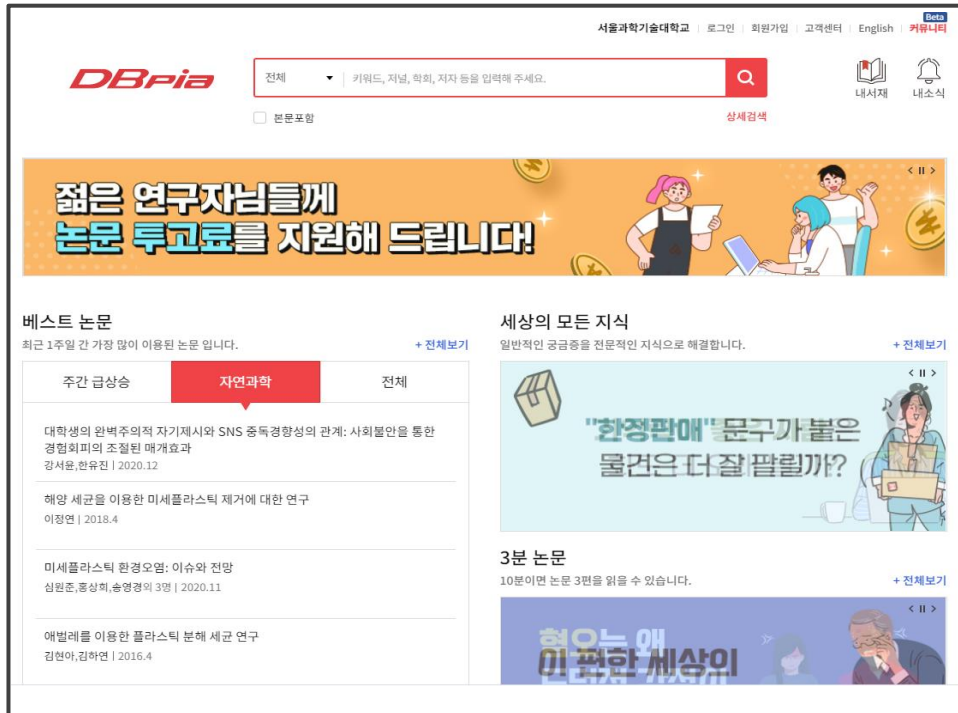 Beta
서울과학기술대학교 로그인 회원가입 고객센터 English 커뮤니티
DBpia
전체 키워드, 저널, 학회, 저자 등을 입력해 주세요.
내서재 내소식
본문포함 상세검색
젊은 연구자님들께
논문 투고료를 지원해 드립니다!
베스트 논문
최근 1주일 간 가장 많이 이용된 논문 입니다. + 전체보기
주간 급상승 자연과학 전체
대학생의 완벽주의적 자기제시와 SNS 중독경향성의 관계: 사회불안을 통한
경험회피의 조절된 매개효과
강서윤,한유진 | 2020.12
해양 세균을 이용한 미세플라스틱 제거에 대한 연구
이정연 | 2018.4
미세플라스틱 환경오염: 이슈와 전망
심원준,홍상희,송영경외 3명 | 2020.11
애벌레를 이용한 플라스틱 분해 세균 연구
김현아,김하연 | 2016.4
세상의 모든 지식
일반적인 궁금증을 전문적인 지식으로 해결합니다. + 전체보기
"한정판매" 문구가 붙은
물건은 더 잘 팔릴까?
3분 논문
10분이면 논문 3편을 읽을 수 있습니다. + 전체보기
이 편한 세상의